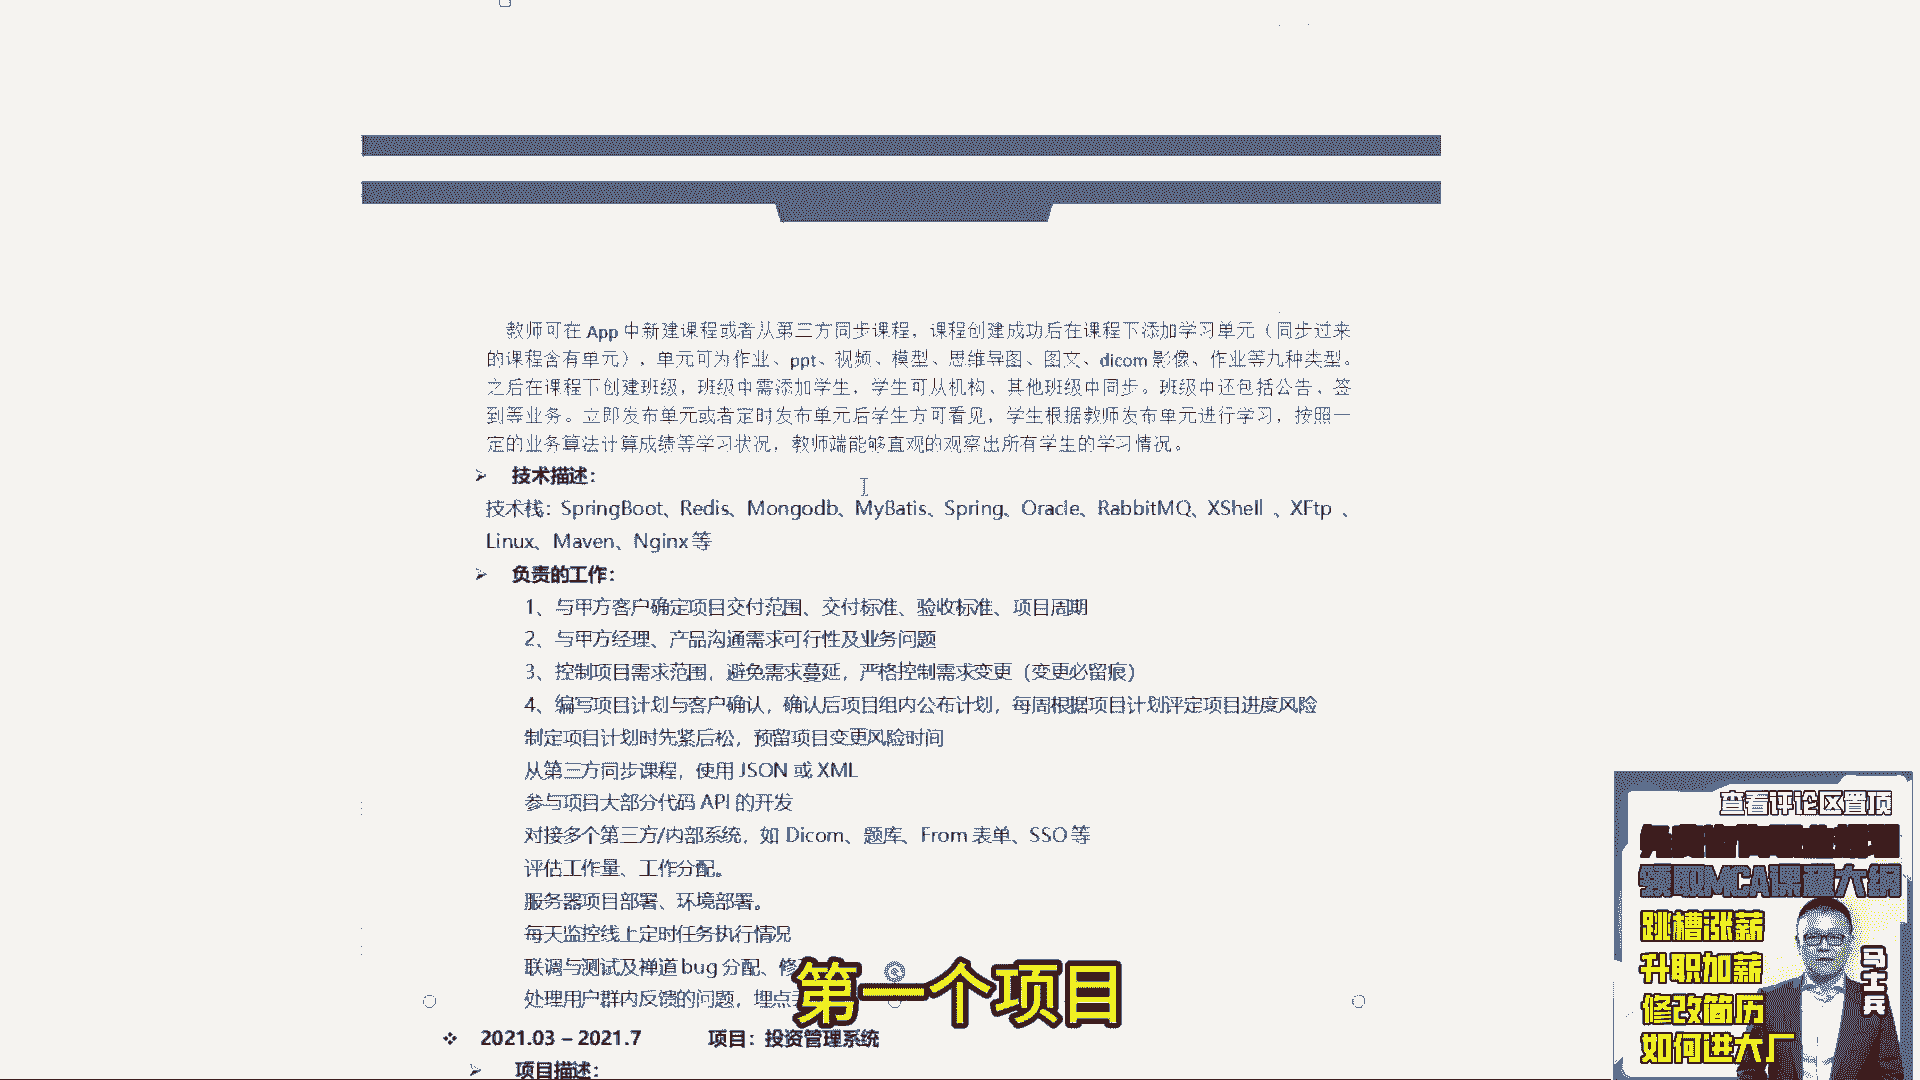 教师可在 App 中新建课程或者从第三方同步课程，课程创建成功后在课程下添加学习单元（同步过来
的课程含有单元），单元可为作业、ppt、视频、模型、思维导图、图文、dicom 影像、作业等九种类型。
之后在课程下创建班级，班级中需添加学生，学生可从机构、其他班级中同步。班级中还包括公告、签
到等业务。立即发布单元或者定时发布单元后学生方可看见，学生根据教师发布单元进行学习，按照一
定的业务算法计算成绩等学习状况，教师端能够直观的观察出所有学生的学习情况。
➢ 技术描述：
技术栈：SpringBoot、Redis、Mongodb、MyBatis、Spring、Oracle、RabbitMQ、XShell 、XFtp 、
Linux、Maven、Nginx 等
➢ 负责的工作：
1、与甲方客户确定项目交付范围、交付标准、验收标准、项目周期
2、与甲方经理、产品沟通需求可行性及业务问题
3、控制项目需求范围，避免需求蔓延，严格控制需求变更（变更必留痕）
4、编写项目计划与客户确认，确认后项目组内公布计划，每周根据项目计划评定项目进度风险
制定项目计划时先紧后松，预留项目变更风险时间
从第三方同步课程，使用 JSON 或 XML
参与项目大部分代码 API 的开发
对接多个第三方/内部系统，如 Dicom、题库、From 表单、SSO 等
评估工作量、工作分配。
服务器项目部署、环境部署。
每天监控线上定时任务执行情况
联调与测试及禅道 bug 分配、修
处理用户群内反馈的问题，埋点
第一个项目
❖ 2021.03 – 2021.7 项目：投资管理系统
➢ 项目描述：
查看评论区置顶
领取MCA课程大纲
跳槽涨薪
升职加薪
修改简历
如何进大厂
马士兵